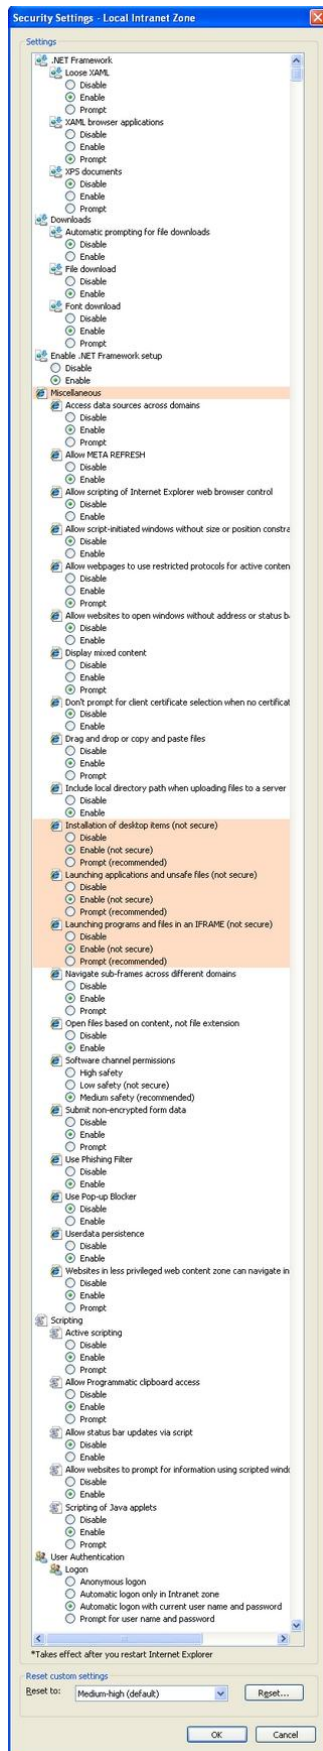 Security Settings - Local Intranet Zone
Settings
.NET Framework
Loose XAML
Disable
Enable
Prompt
XAML browser applications
Disable
Enable
Prompt
XPS documents
Disable
Enable
Prompt
Downloads
Automatic prompting for file downloads
Disable
Enable
File download
Disable
Enable
Font download
Disable
Enable
Prompt
Enable .NET Framework setup
Disable
Enable
Miscellaneous
Access data sources across domains
Disable
Enable
Prompt
Allow META REFRESH
Disable
Enable
Allow scripting of Internet Explorer web browser control
Disable
Enable
Allow script-initiated windows without size or position constra
Disable
Enable
Allow webpages to use restricted protocols for active conten
Disable
Enable
Prompt
Allow websites to open windows without address or status b
Disable
Enable
Display mixed content
Disable
Enable
Prompt
Don't prompt for client certificate selection when no certificat
Disable
Enable
Drag and drop or copy and paste files
Disable
Enable
Prompt
Include local directory path when uploading files to a server
Disable
Enable
Installation of desktop items (not secure)
Disable
Enable (not secure)
Prompt (recommended)
Launching applications and unsafe files (not secure)
Disable
Enable (not secure)
Prompt (recommended)
Launching programs and files in an IFRAME (not secure)
Disable
Enable (not secure)
Prompt (recommended)
Navigate sub-frames across different domains
Disable
Enable
Prompt
Open files based on content, not file extension
Disable
Enable
Software channel permissions
High safety
Low safety (not secure)
Medium safety (recommended)
Submit non-encrypted form data
Disable
Enable
Prompt
Use Phishing Filter
Disable
Enable
Use Pop-up Blocker
Disable
Enable
Userdata persistence
Disable
Enable
Websites in less privileged web content zone can navigate in
Disable
Enable
Prompt
Scripting
Active scripting
Disable
Enable
Prompt
Allow Programmatic clipboard access
Disable
Enable
Prompt
Allow status bar updates via script
Disable
Enable
Allow websites to prompt for information using scripted windo
Disable
Enable
Scripting of Java applets
Disable
Enable
Prompt
User Authentication
Logon
Anonymous logon
Automatic logon only in Intranet zone
Automatic logon with current user name and password
Prompt for user name and password
*Takes effect after you restart Internet Explorer
Reset custom settings
Reset to: Medium-high (default) Reset...
OK Cancel